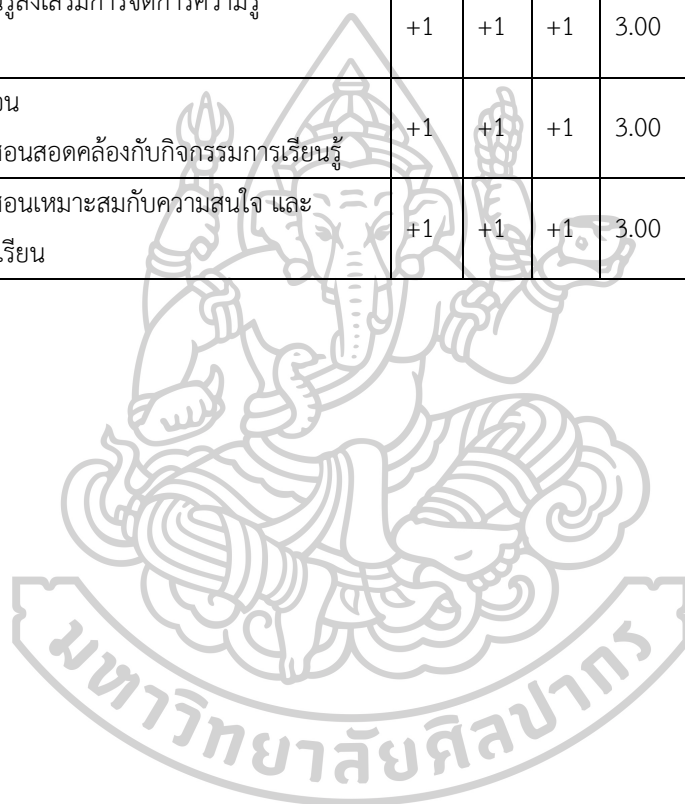 นรู้ส่งเสริมการจัดการความรู้
+1 +1 +1 3.00
อน
สอนสอดคล้องกับกิจกรรมการเรียนรู้
+1 +1 +1 3.00
สอนเหมาะสมกับความสนใจ และ
เรียน
+1 +1 +1 3.00
มหาวิทยาลัยศิลปากร